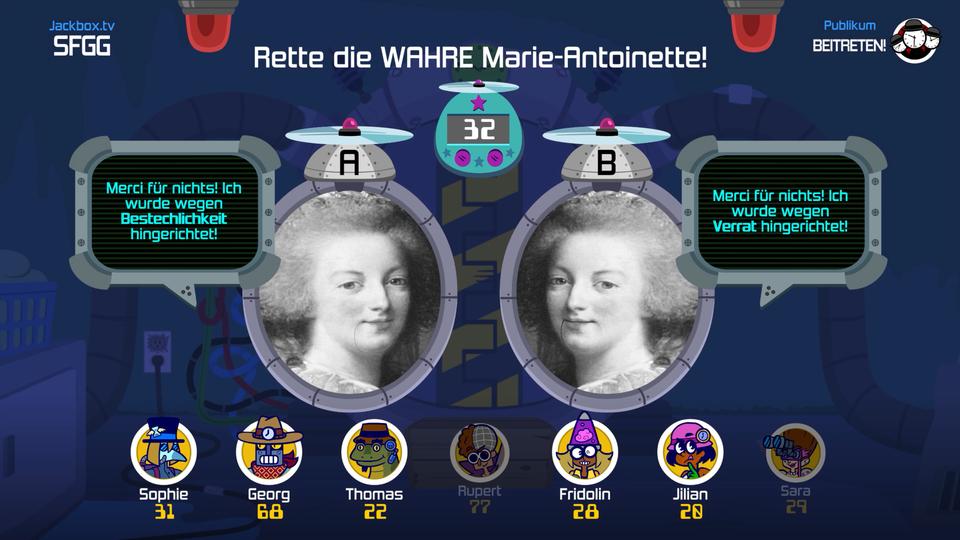 Jackbox.tv
SFGG
Rette die WAHRE Marie-Antoinette!
Publikum
BEITRETEN!
32
A
B
Merci für nichts! Ich
wurde wegen
Bestechlichkeit
hingerichtet!
Merci für nichts! Ich
wurde wegen
Verrat hingerichtet!
Sophie
31
Georg
68
Thomas
22
Rupert
77
Fridolin
28
Jilian
20
Sara
29